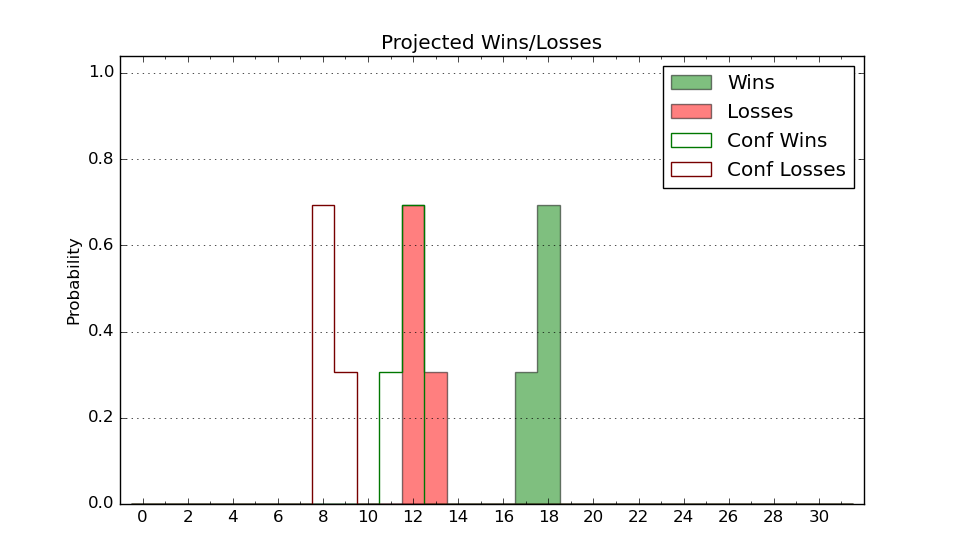 Projected Wins/Losses
1.0
0.8
0.6
0.4
0.2
0.0
Probability
Wins
Losses
Conf Wins
Conf Losses
0 2 4 6 8 10 12 14 16 18 20 22 24 26 28 30